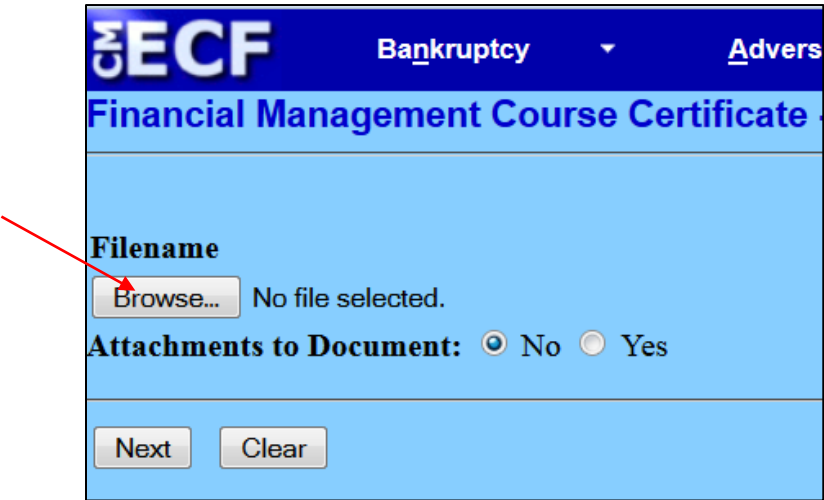 CM ECF Bankruptcy Advers
Financial Management Course Certificate -
Filename
Browse... No file selected.
Attachments to Document: No Yes
Next Clear